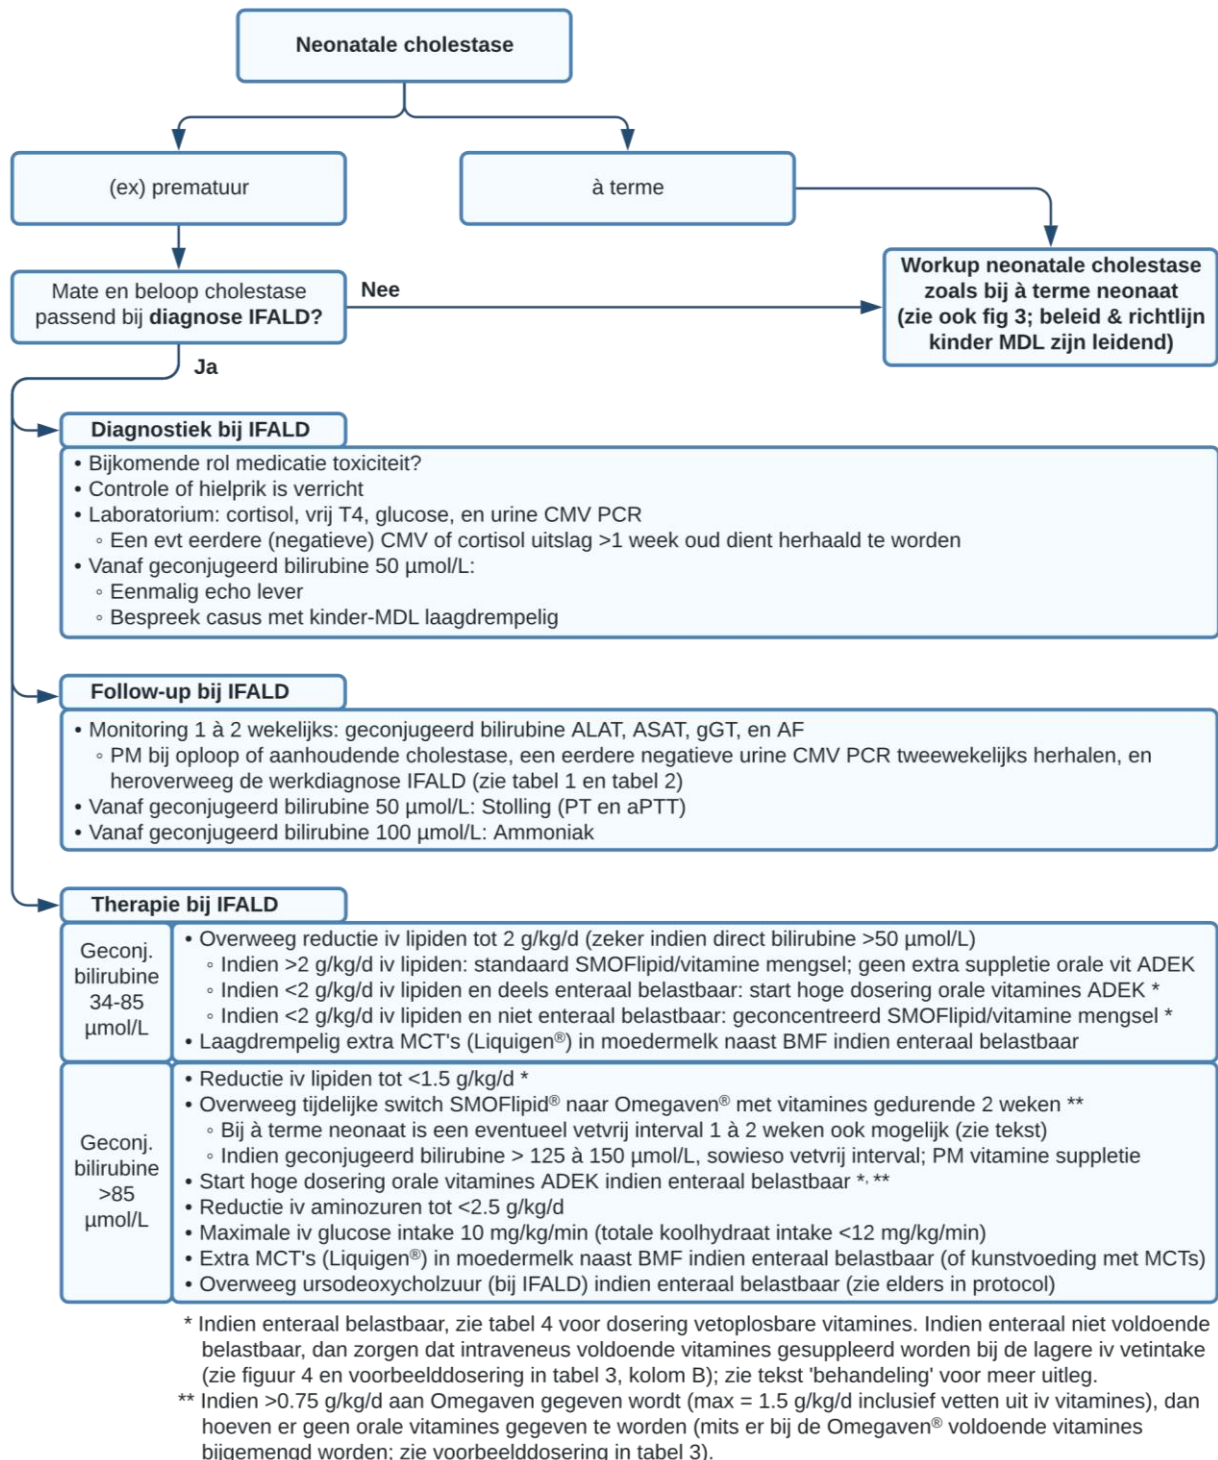 Neonatale cholestase
(ex) prematuur
à terme
Mate en beloop cholestase
passend bij diagnose IFALD?
Nee
Workup neonatale cholestase
zoals bij à terme neonaat
(zie ook fig 3; beleid & richtlijn
kinder MDL zijn leidend)
Ja
Diagnostiek bij IFALD
• Bijkomende rol medicatie toxiciteit?
• Controle of hielprik is verricht
• Laboratorium: cortisol, vrij T4, glucose, en urine CMV PCR
◦ Een evt eerdere (negatieve) CMV of cortisol uitslag >1 week oud dient herhaald te worden
• Vanaf geconjugeerd bilirubine 50 µmol/L:
◦ Eenmalig echo lever
◦ Bespreek casus met kinder-MDL laagdrempelig
Follow-up bij IFALD
• Monitoring 1 à 2 wekelijks: geconjugeerd bilirubine ALAT, ASAT, gGT, en AF
◦ PM bij oploop of aanhoudende cholestase, een eerdere negatieve urine CMV PCR tweewekelijks herhalen, en
heroverweeg de werkdiagnose IFALD (zie tabel 1 en tabel 2)
• Vanaf geconjugeerd bilirubine 50 µmol/L: Stolling (PT en aPTT)
• Vanaf geconjugeerd bilirubine 100 µmol/L: Ammoniak
Therapie bij IFALD
Geconj.
bilirubine
34-85
µmol/L
• Overweeg reductie iv lipiden tot 2 g/kg/d (zeker indien direct bilirubine >50 µmol/L)
◦ Indien >2 g/kg/d iv lipiden: standaard SMOFlipid/vitamine mengsel; geen extra suppletie orale vit ADEK
◦ Indien <2 g/kg/d iv lipiden en deels enteraal belastbaar: start hoge dosering orale vitamines ADEK *
◦ Indien <2 g/kg/d iv lipiden en niet enteraal belastbaar: geconcentreerd SMOFlipid/vitamine mengsel *
• Laagdrempelig extra MCT's (Liquigen®) in moedermelk naast BMF indien enteraal belastbaar
Geconj.
bilirubine
>85
µmol/L
• Reductie iv lipiden tot <1.5 g/kg/d *
• Overweeg tijdelijke switch SMOFlipid® naar Omegaven® met vitamines gedurende 2 weken **
◦ Bij à terme neonaat is een eventueel vetvrij interval 1 à 2 weken ook mogelijk (zie tekst)
◦ Indien geconjugeerd bilirubine > 125 à 150 µmol/L, sowieso vetvrij interval; PM vitamine suppletie
• Start hoge dosering orale vitamines ADEK indien enteraal belastbaar *, **
• Reductie iv aminozuren tot <2.5 g/kg/d
• Maximale iv glucose intake 10 mg/kg/min (totale koolhydraat intake <12 mg/kg/min)
• Extra MCT's (Liquigen®) in moedermelk naast BMF indien enteraal belastbaar (of kunstvoeding met MCTs)
• Overweeg ursodeoxycholzuur (bij IFALD) indien enteraal belastbaar (zie elders in protocol)
* Indien enteraal belastbaar, zie tabel 4 voor dosering vetoplosbare vitamines. Indien enteraal niet voldoende
belastbaar, dan zorgen dat intraveneus voldoende vitamines gesuppleerd worden bij de lagere iv vetintake
(zie figuur 4 en voorbeelddosering in tabel 3, kolom B); zie tekst 'behandeling' voor meer uitleg.
** Indien >0.75 g/kg/d aan Omegaven gegeven wordt (max = 1.5 g/kg/d inclusief vetten uit iv vitamines), dan
hoeven er geen orale vitamines gegeven te worden (mits er bij de Omegaven® voldoende vitamines
bijgemengd worden; zie voorbeelddosering in tabel 3).